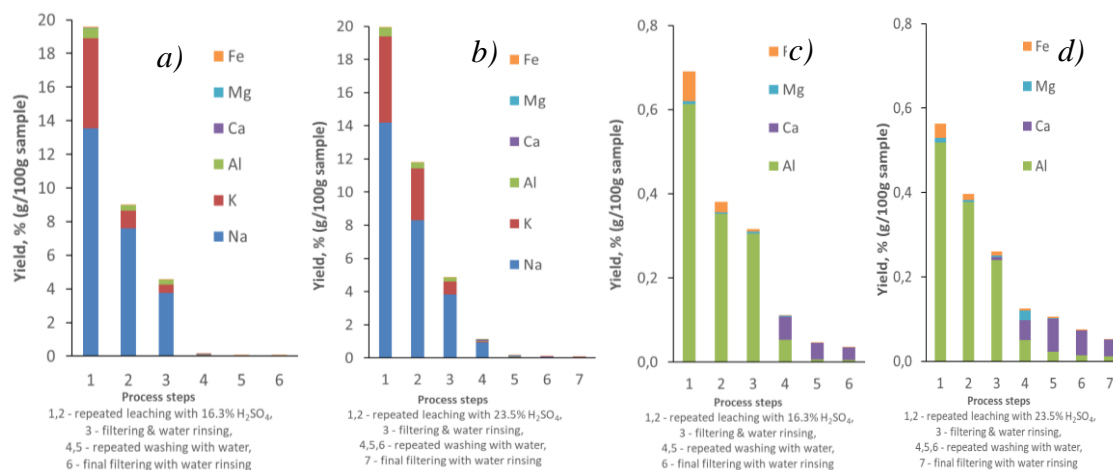 a)
Yield, % (g/100g sample)
20
18
16
14
12
10
8
6
4
2
0
Fe
Mg
Ca
Al
K
Na
1 2 3 4 5 6
Process steps
1,2 - repeated leaching with 16.3% H₂SO₄,
3 - filtering & water rinsing,
4,5 - repeated washing with water,
6 - final filtering with water rinsing
b)
Yield, % (g/100g sample)
20
18
16
14
12
10
8
6
4
2
0
Fe
Mg
Ca
Al
K
Na
1 2 3 4 5 6 7
Process steps
1,2 - repeated leaching with 23.5% H₂SO₄,
3 - filtering & water rinsing,
4,5,6 - repeated washing with water,
7 - final filtering with water rinsing
c)
Yield, % (g/100g sample)
0,8
0,6
0,4
0,2
0,0
Mg
Ca
Al
1 2 3 4 5 6
Process steps
1,2 - repeated leaching with 16.3% H₂SO₄,
3 - filtering & water rinsing,
4,5 - repeated washing with water,
6 - final filtering with water rinsing
d)
Yield, % (g/100g sample)
0,8
0,6
0,4
0,2
0,0
Fe
Mg
Ca
Al
1 2 3 4 5 6 7
Process steps
1,2 - repeated leaching with 23.5% H₂SO₄,
3 - filtering & water rinsing,
4,5,6 - repeated washing with water,
7 - final filtering with water rinsing